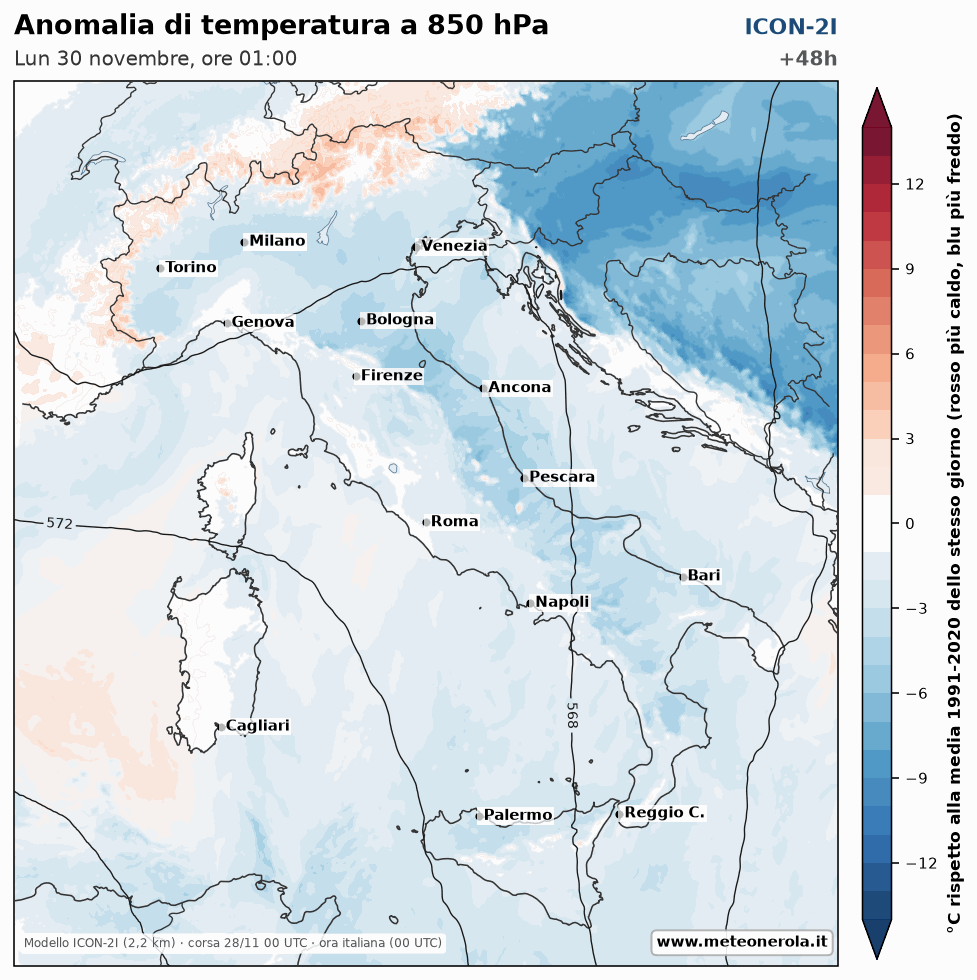 Anomalia di temperatura a 850 hPa
ICON-2I
Lun 30 novembre, ore 01:00
+48h
Milano
Venezia
Torino
Genova
Bologna
Firenze
Ancona
Pescara
572
Roma
Bari
Napoli
568
Cagliari
Palermo
Reggio C.
Modello ICON-2I (2,2 km) · corsa 28/11 00 UTC · ora italiana (00 UTC)
www.meteonerola.it
12
9
6
3
0
−3
−6
−9
−12
°C rispetto alla media 1991-2020 dello stesso giorno (rosso più caldo, blu più freddo)